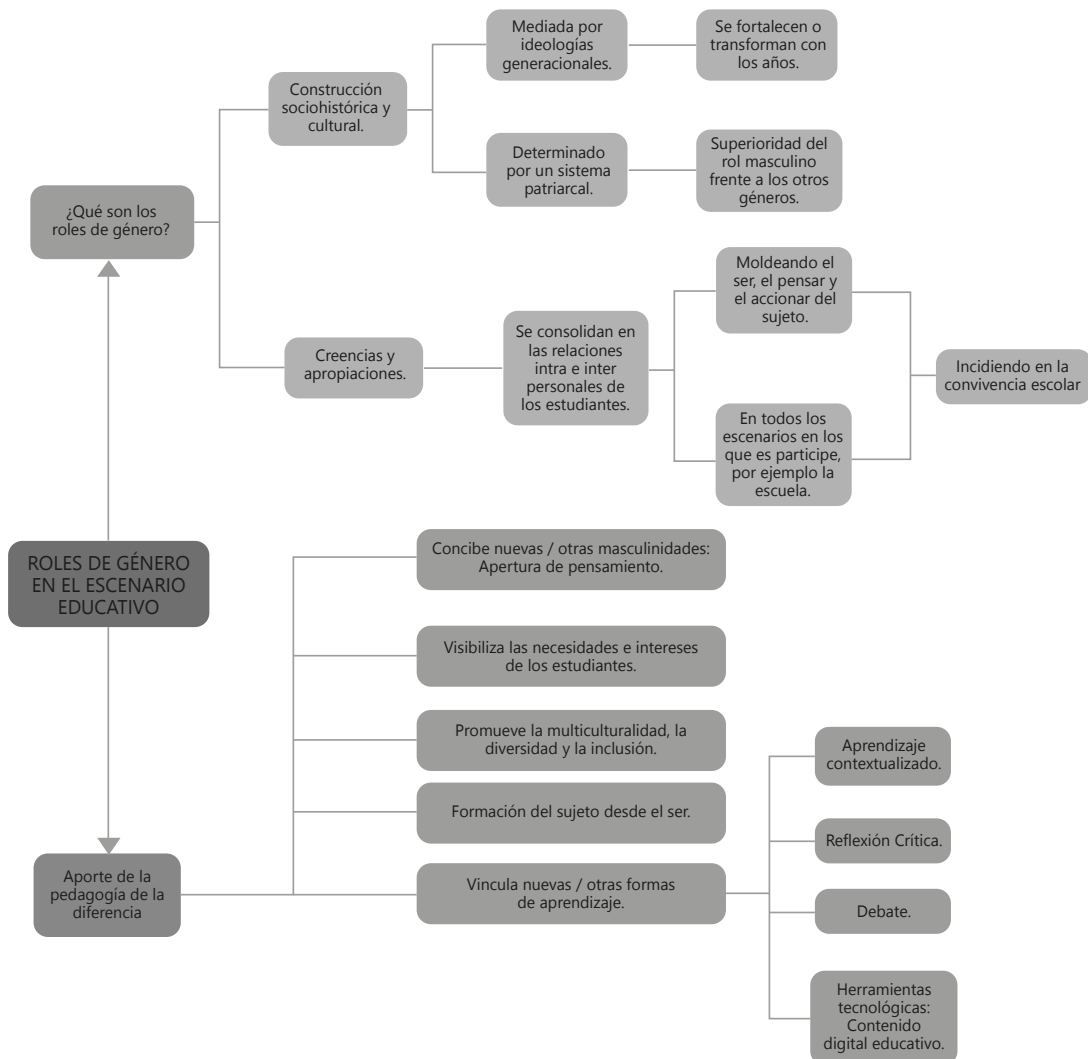 Mediada por
ideologías
generacionales.
Se fortalecen o
transforman con
los años.
Construcción
sociohistórica y
cultural.
Determinado
por un sistema
patriarcal.
Superioridad del
rol masculino
frente a los otros
géneros.
¿Qué son los
roles de género?
Moldeando el
ser, el pensar y
el accionar del
sujeto.
Creencias y
apropiaciones.
Se consolidan en
las relaciones
intra e inter
personales de
los estudiantes.
Incidiendo en la
convivencia escolar
En todos los
escenarios en los
que es participe,
por ejemplo la
escuela.
ROLES DE GÉNERO
EN EL ESCENARIO
EDUCATIVO
Concibe nuevas / otras masculinidades:
Apertura de pensamiento.
Visibiliza las necesidades e intereses
de los estudiantes.
Promueve la multiculturalidad, la
diversidad y la inclusión.
Formación del sujeto desde el ser.
Aporte de la
pedagogía de la
diferencia
Vincula nuevas / otras formas
de aprendizaje.
Aprendizaje
contextualizado.
Reflexión Crítica.
Debate.
Herramientas
tecnológicas:
Contenido
digital educativo.